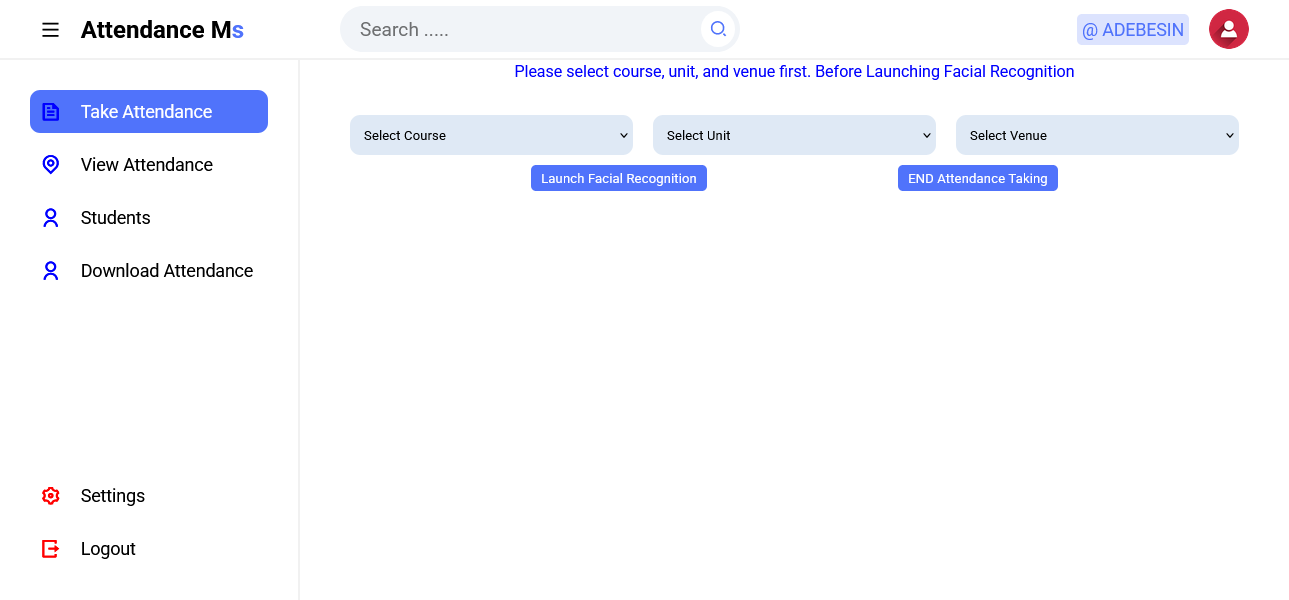 Attendance Ms
Search .....
@ ADEBESIN
Please select course, unit, and venue first. Before Launching Facial Recognition
Take Attendance
View Attendance
Students
Download Attendance
Settings
Logout
Select Course
Select Unit
Select Venue
Launch Facial Recognition
END Attendance Taking